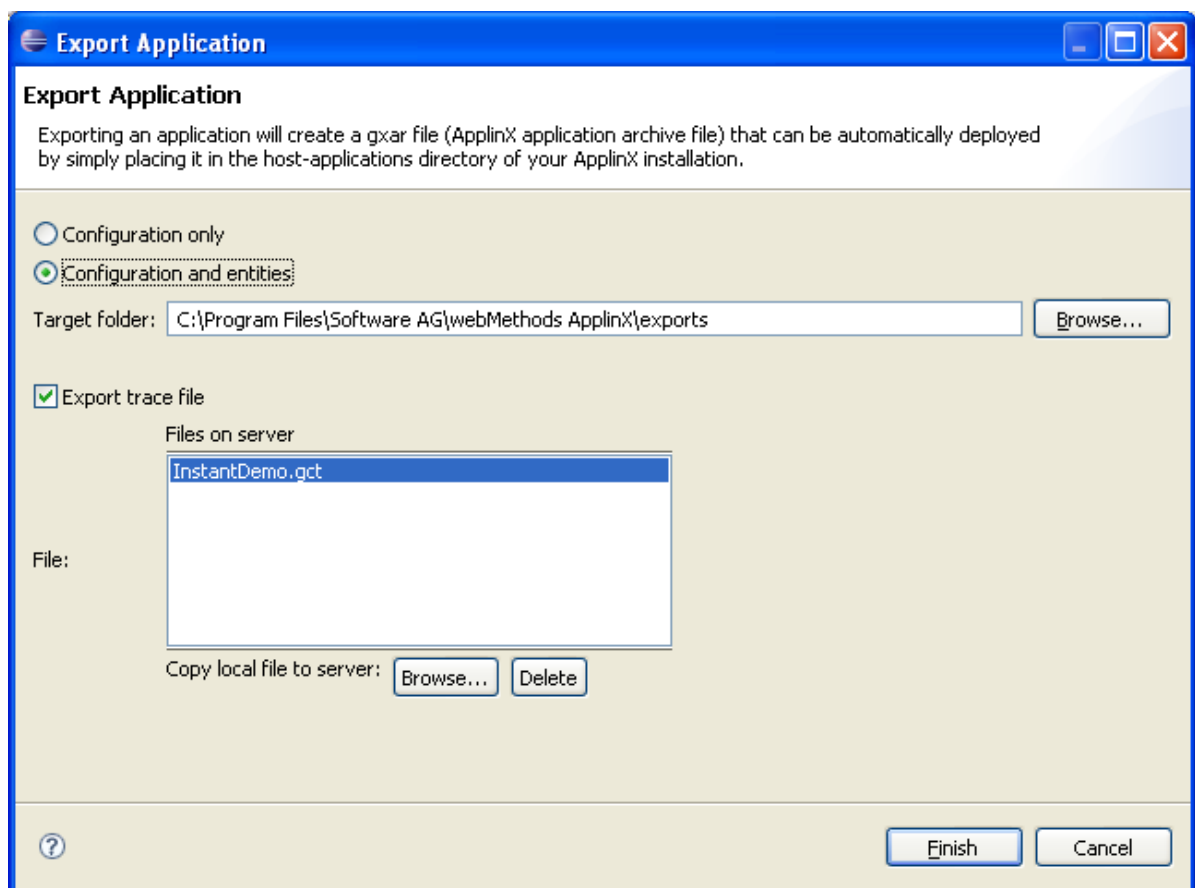 Export Application
Export Application
Exporting an application will create a gxar file (ApplinX application archive file) that can be automatically deployed
by simply placing it in the host-applications directory of your ApplinX installation.
Configuration only
Configuration and entities
Target folder: C:\Program Files\Software AG\webMethods ApplinX\exports Browse...
Export trace file
Files on server
InstantDemo.gct
File:
Copy local file to server: Browse... Delete
? Finish Cancel